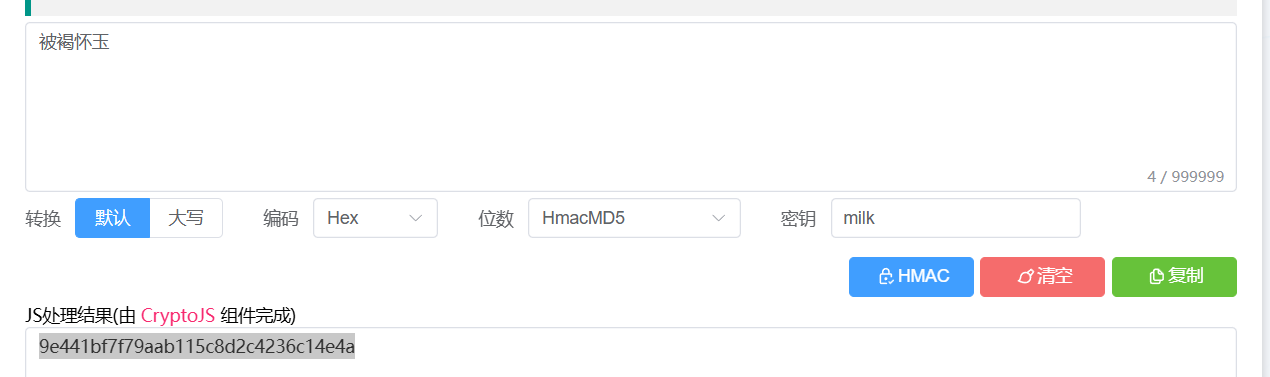 被褐怀玉
4 / 999999
转换 默认 大写 编码 Hex 位数 HmacMD5 密钥 milk
HMAC 清空 复制
JS处理结果(由 CryptoJS 组件完成)
9e441bf7f79aab115c8d2c4236c14e4a